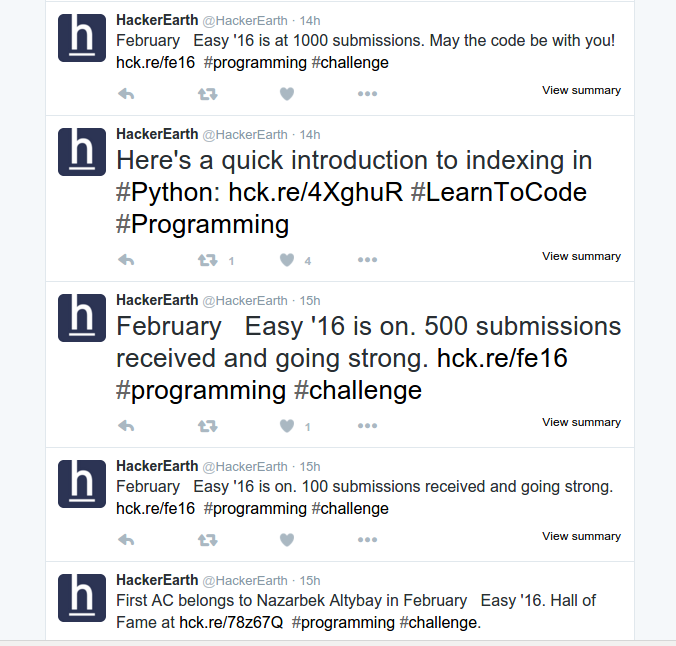 HackerEarth @HackerEarth · 14h
February   Easy '16 is at 1000 submissions. May the code be with you!
hck.re/fe16  #programming #challenge
View summary
HackerEarth @HackerEarth · 14h
Here's a quick introduction to indexing in
#Python: hck.re/4XghuR #LearnToCode
#Programming
1 4
View summary
HackerEarth @HackerEarth · 15h
February   Easy '16 is on. 500 submissions
received and going strong. hck.re/fe16
#programming #challenge
1
View summary
HackerEarth @HackerEarth · 15h
February   Easy '16 is on. 100 submissions received and going strong.
hck.re/fe16  #programming #challenge
View summary
HackerEarth @HackerEarth · 15h
First AC belongs to Nazarbek Altybay in February   Easy '16. Hall of
Fame at hck.re/78z67Q  #programming #challenge.